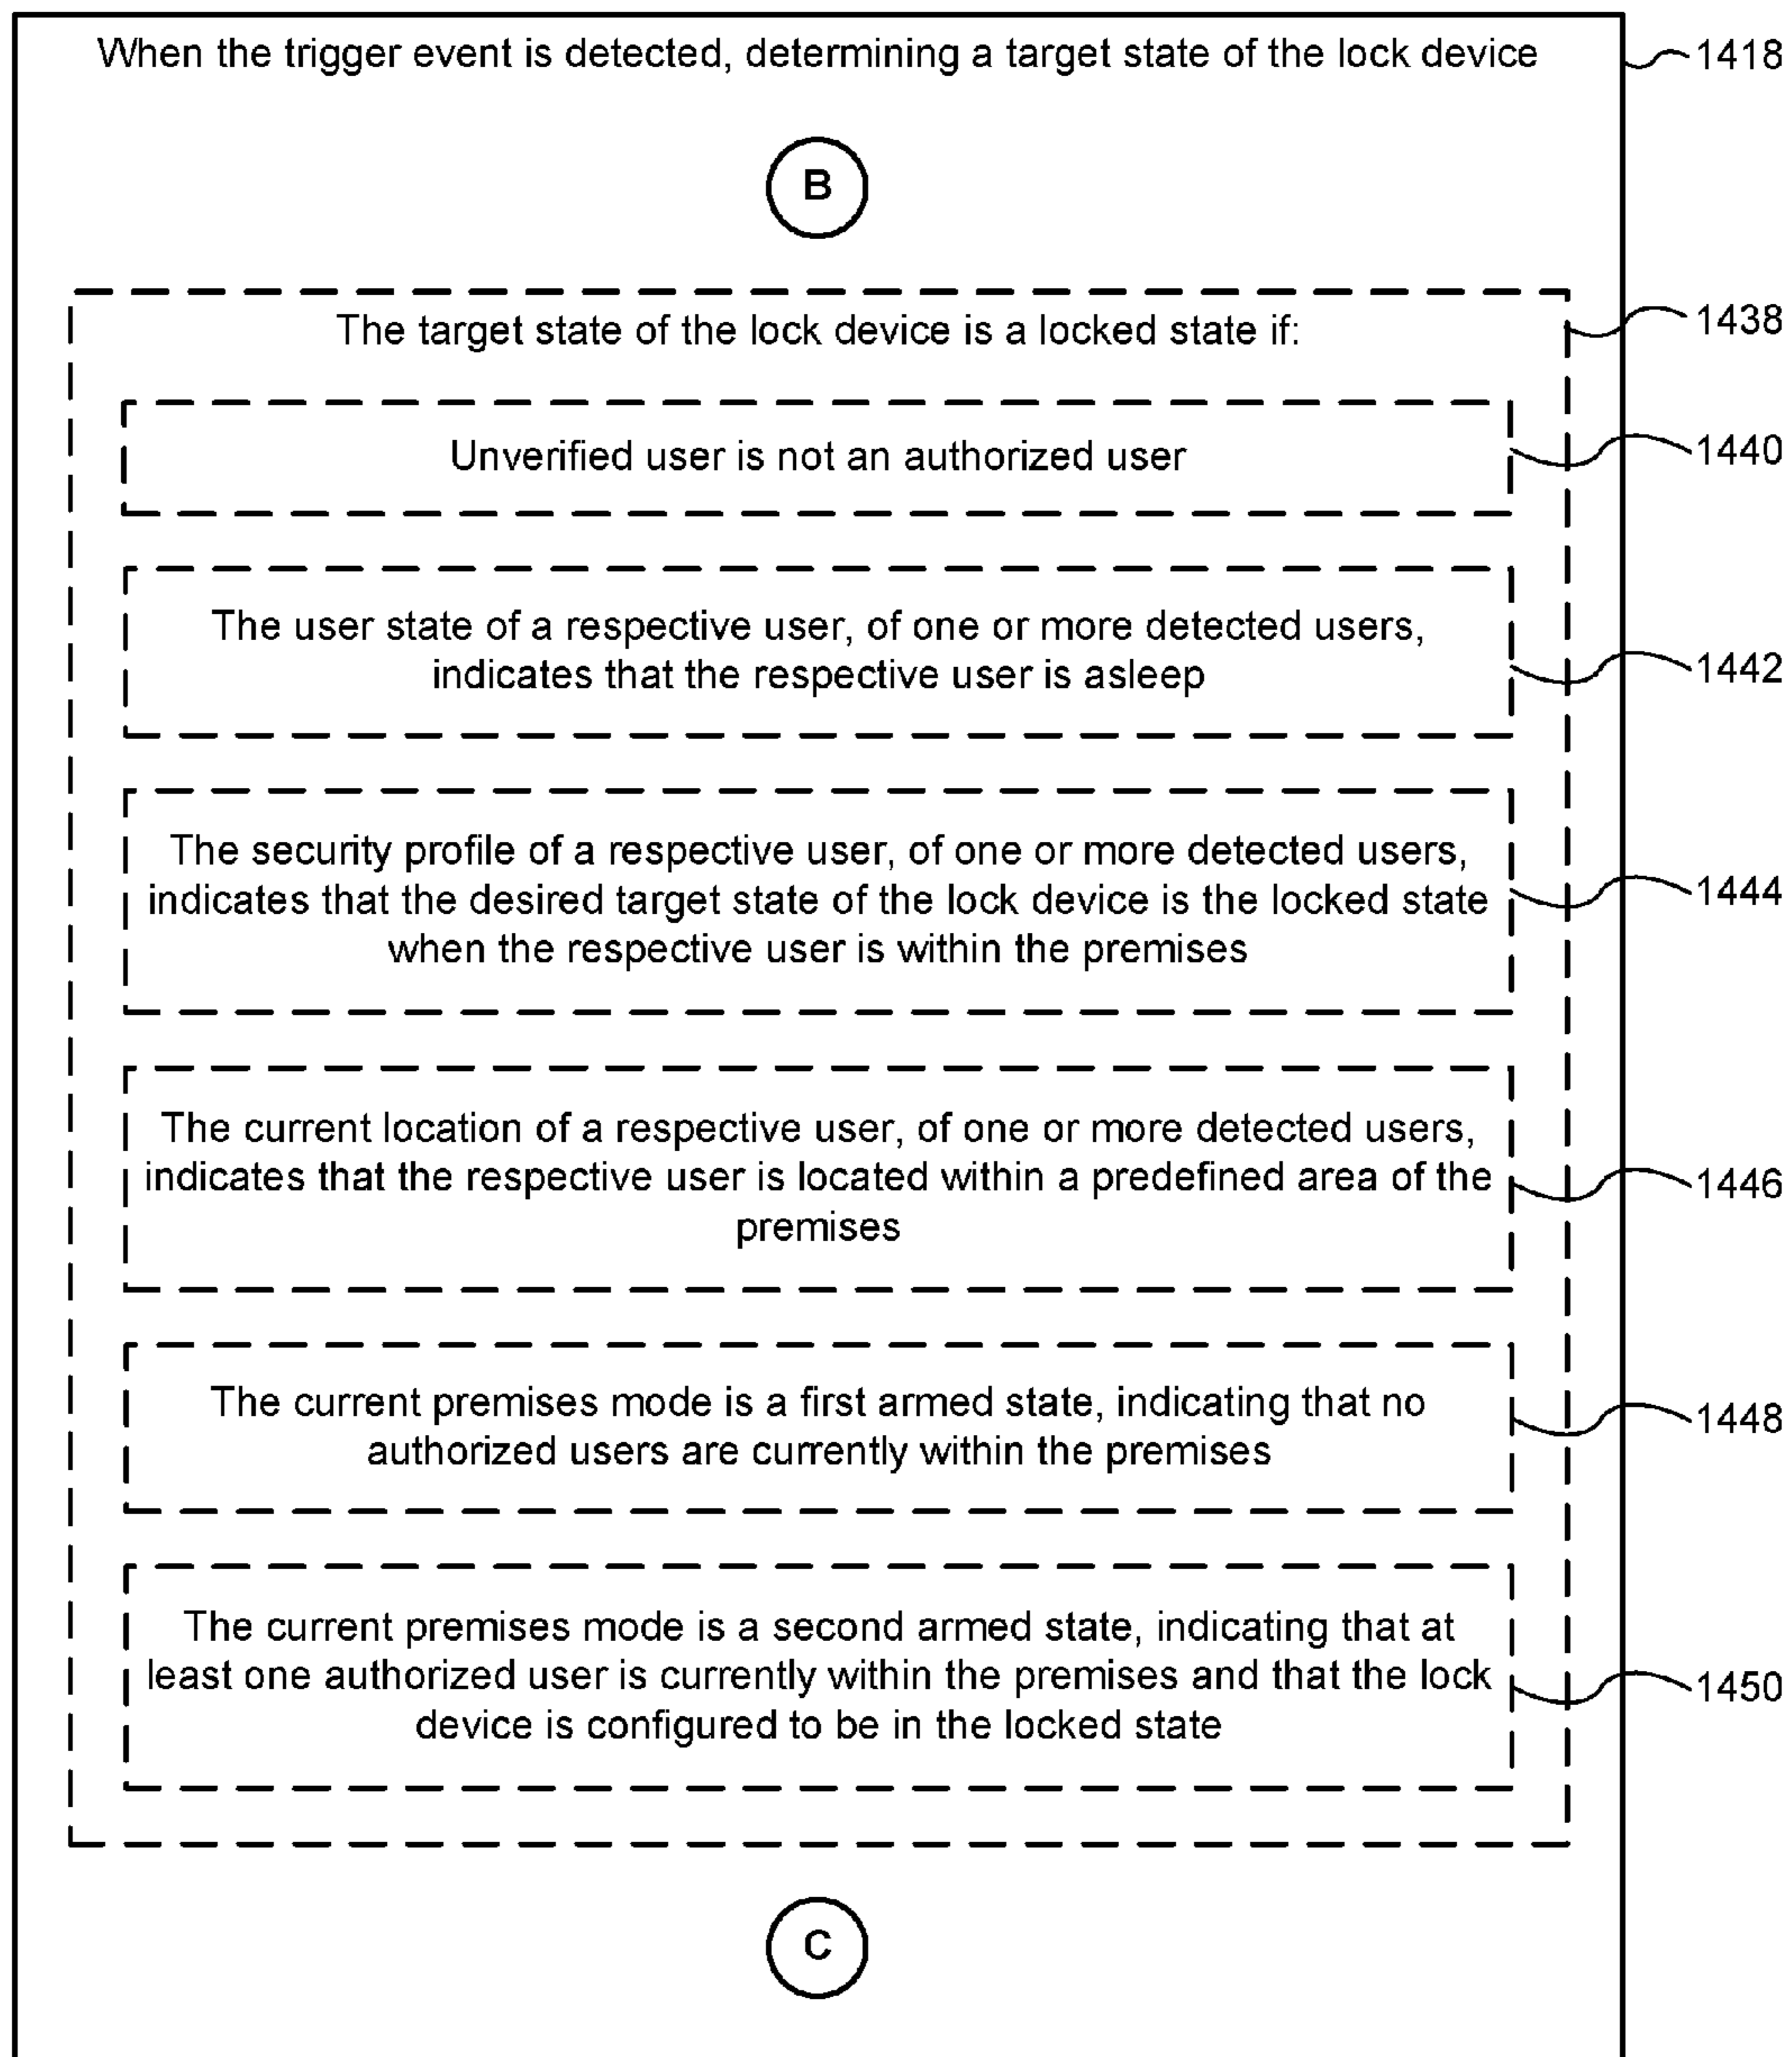 When the trigger event is detected, determining a target state of the lock device
1418
B
The target state of the lock device is a locked state if:
1438
Unverified user is not an authorized user
1440
The user state of a respective user, of one or more detected users,
indicates that the respective user is asleep
1442
The security profile of a respective user, of one or more detected users,
indicates that the desired target state of the lock device is the locked state
when the respective user is within the premises
1444
The current location of a respective user, of one or more detected users,
indicates that the respective user is located within a predefined area of the
premises
1446
The current premises mode is a first armed state, indicating that no
authorized users are currently within the premises
1448
The current premises mode is a second armed state, indicating that at
least one authorized user is currently within the premises and that the lock
device is configured to be in the locked state
1450
C